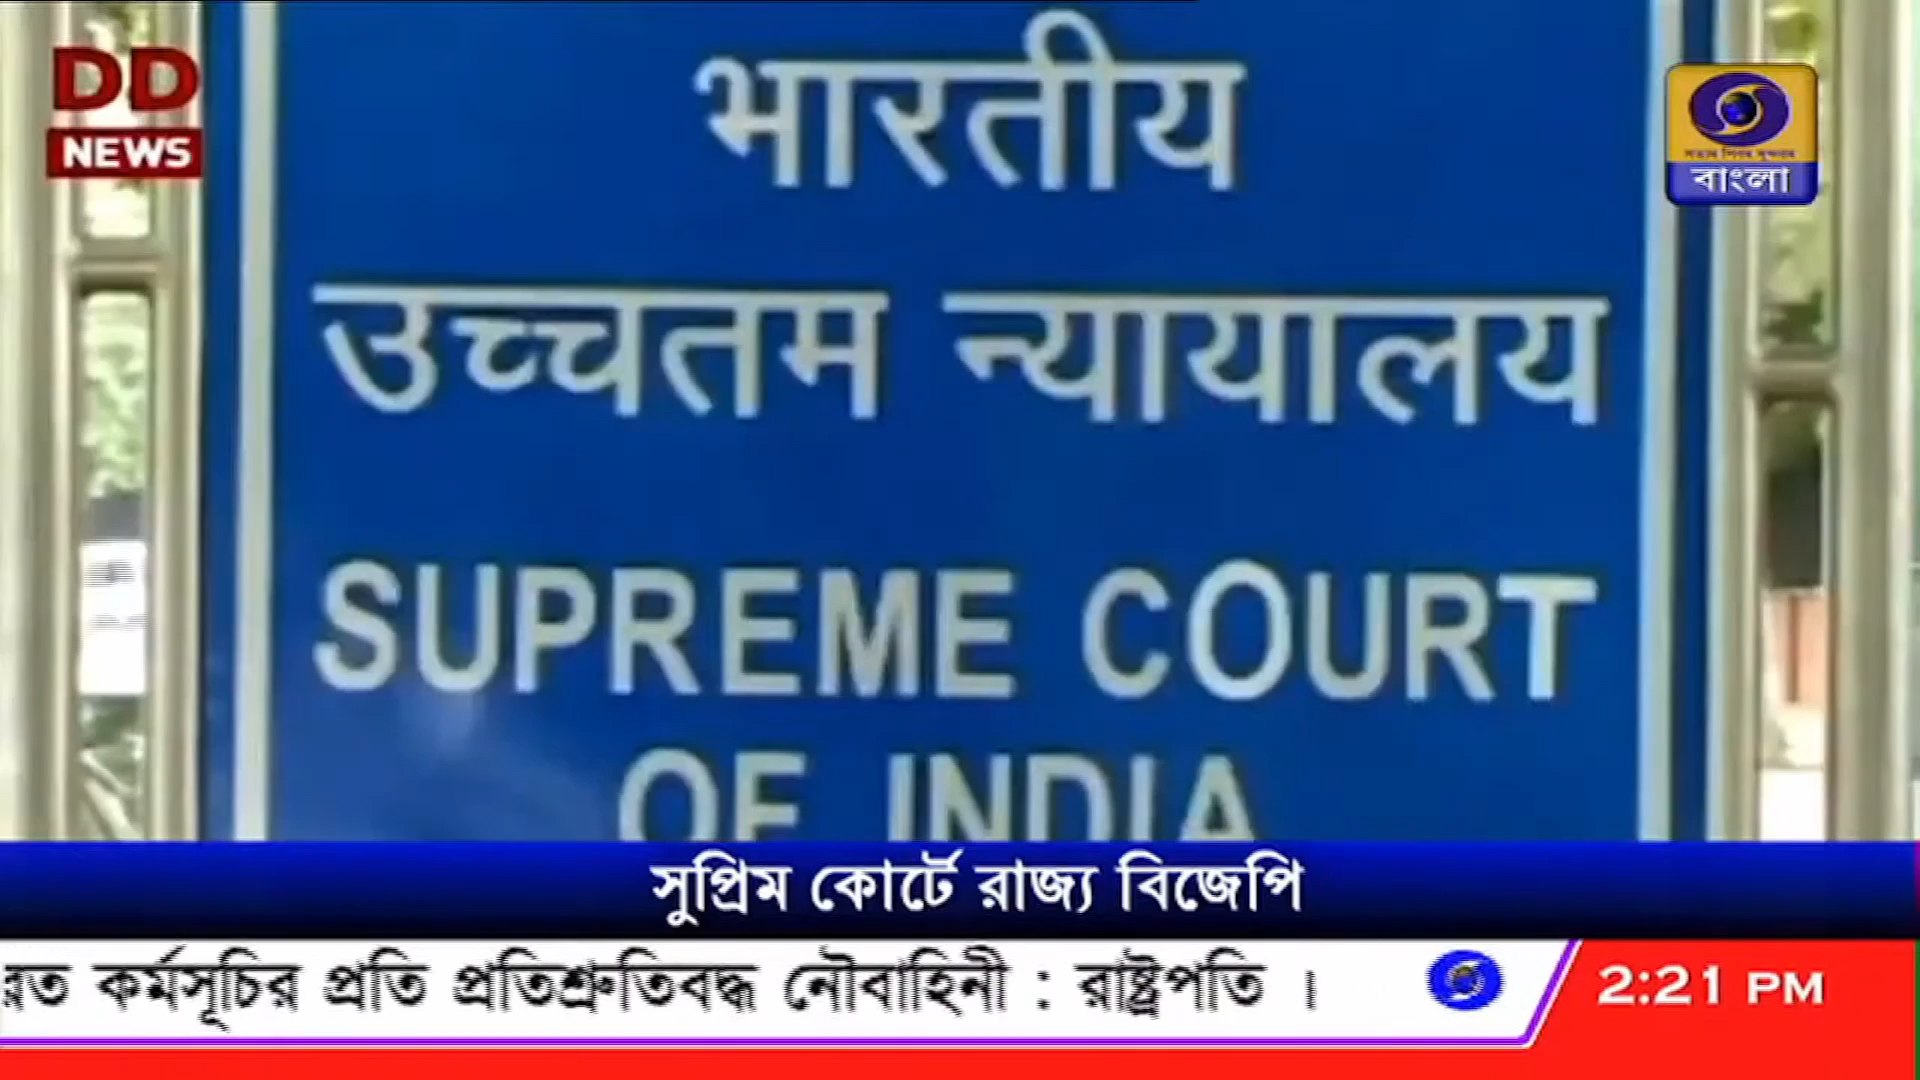 DD
NEWS
বাংলা
भारतीय
उच्चतम न्यायालय
SUPREME COURT
OF INDIA
সুপ্রিম কোর্টে রাজ্য বিজেপি
কর্মসূচির প্রতি প্রতিশ্রুতিবদ্ধ নৌবাহিনী : রাষ্ট্রপতি ।
2:21 PM